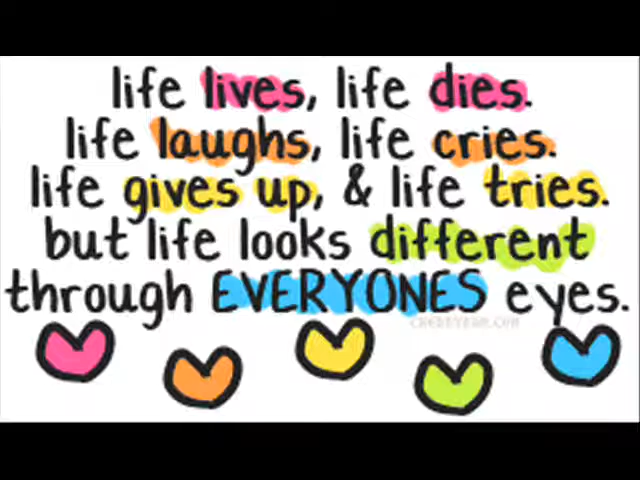 life lives, life dies.
life laughs, life cries.
life gives up, & life tries.
but life looks different
through EVERYONES eyes.